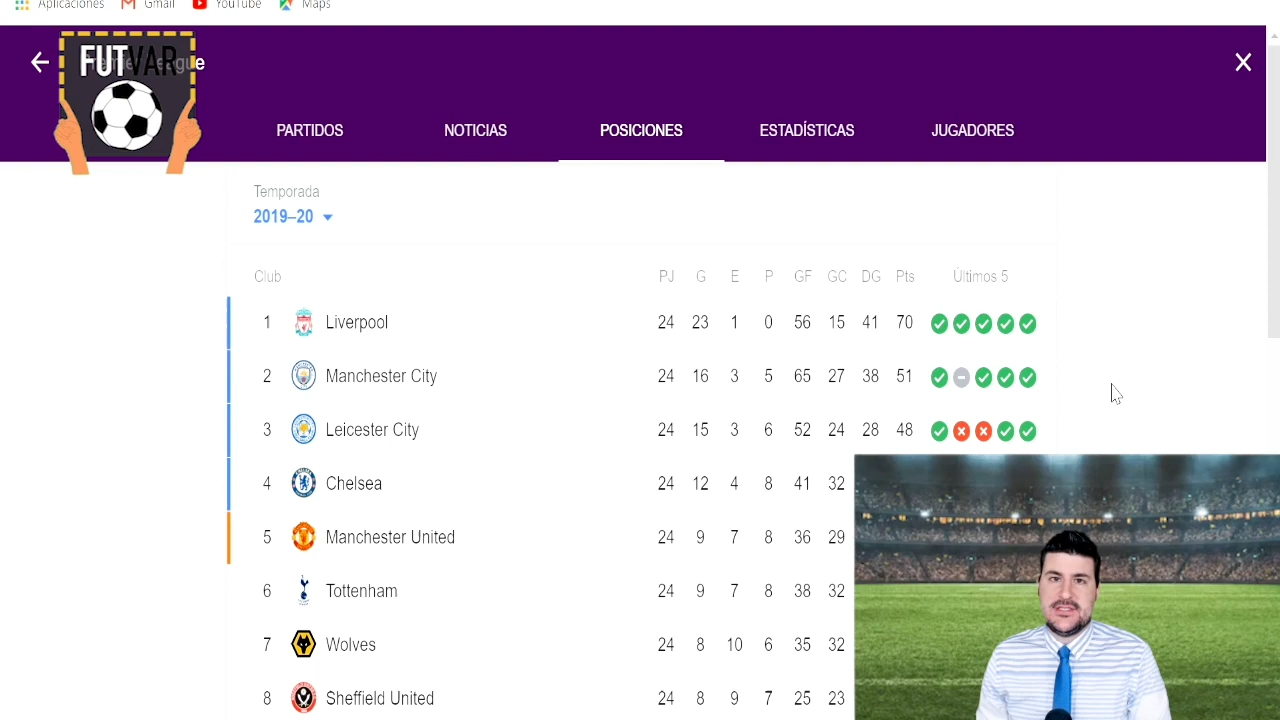 Aplicaciones Gmail YouTube Maps
FUTVAR
Premier League
PARTIDOS NOTICIAS POSICIONES ESTADÍSTICAS JUGADORES
Temporada
2019–20
Club PJ G E P GF GC DG Pts Últimos 5
1 Liverpool 24 23 1 0 56 15 41 70
2 Manchester City 24 16 3 5 65 27 38 51
3 Leicester City 24 15 3 6 52 24 28 48
4 Chelsea 24 12 4 8 41 32
5 Manchester United 24 9 7 8 36 29
6 Tottenham 24 9 7 8 38 32
7 Wolves 24 8 10 6 35 32
8 Sheffield United 24 8 9 7 25 23